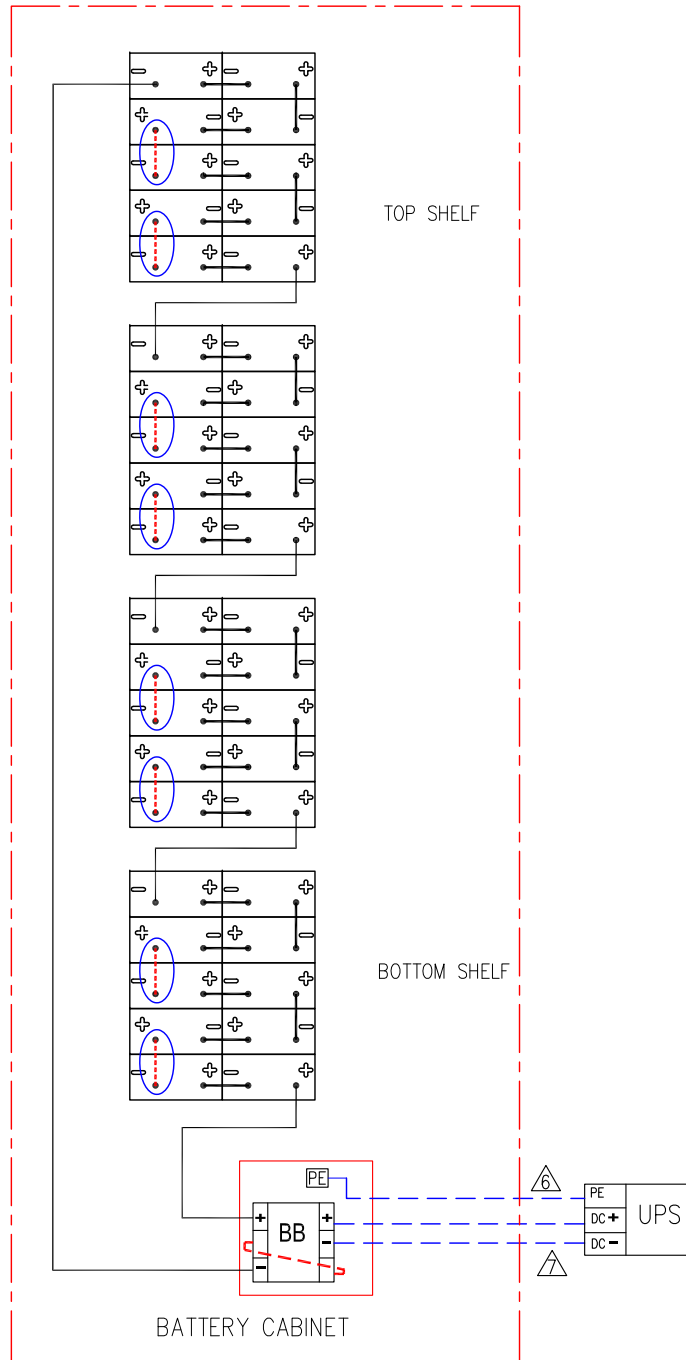 TOP SHELF
BOTTOM SHELF
PE
6
PE
DC+
UPS
BB
DC-
7
BATTERY CABINET